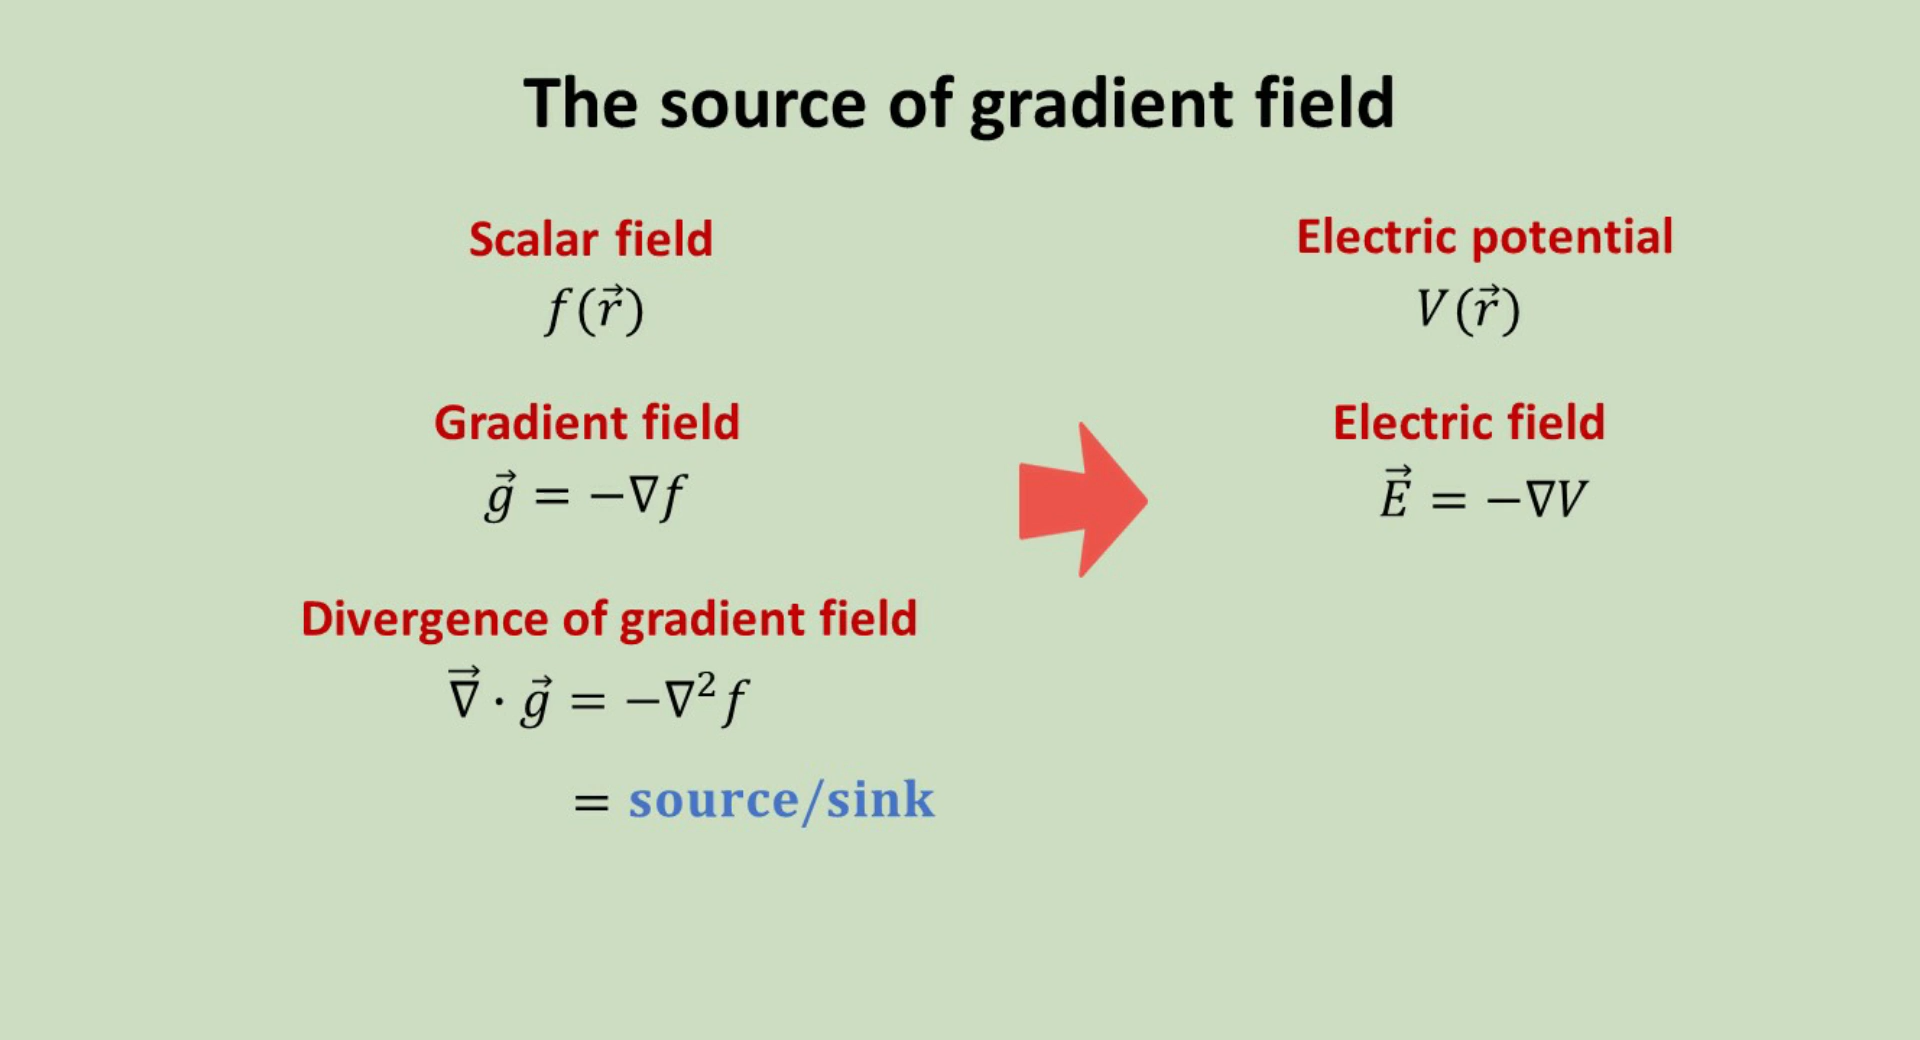 The source of gradient field
Scalar field
f(r⃗)
Gradient field
g⃗ = −∇f
Divergence of gradient field
∇⃗ · g⃗ = −∇²f
= source/sink
Electric potential
V(r⃗)
Electric field
E⃗ = −∇V